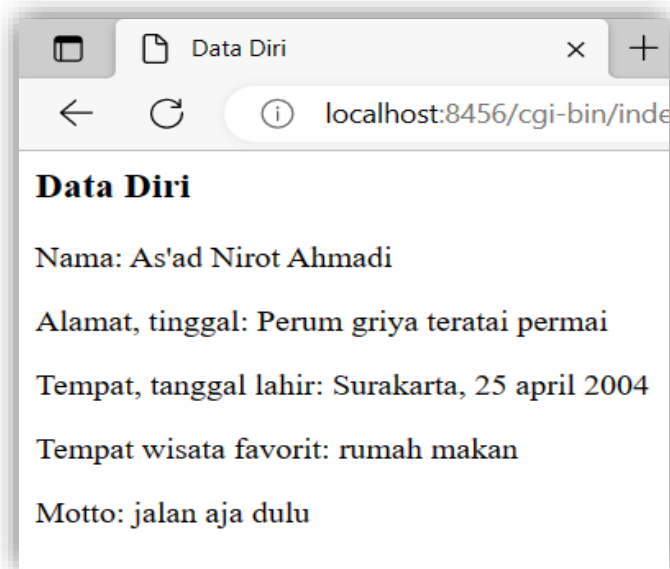 Data Diri
localhost:8456/cgi-bin/inde
Data Diri
Nama: As'ad Nirot Ahmadi
Alamat, tinggal: Perum griya teratai permai
Tempat, tanggal lahir: Surakarta, 25 april 2004
Tempat wisata favorit: rumah makan
Motto: jalan aja dulu